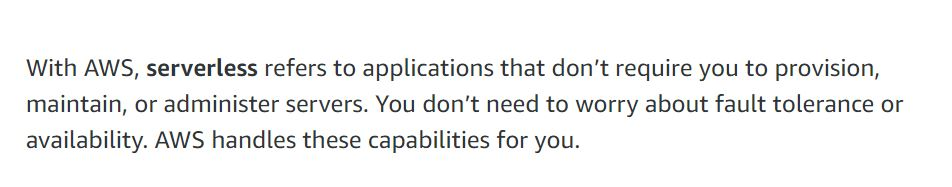 With AWS, serverless refers to applications that don’t require you to provision,
maintain, or administer servers. You don’t need to worry about fault tolerance or
availability. AWS handles these capabilities for you.